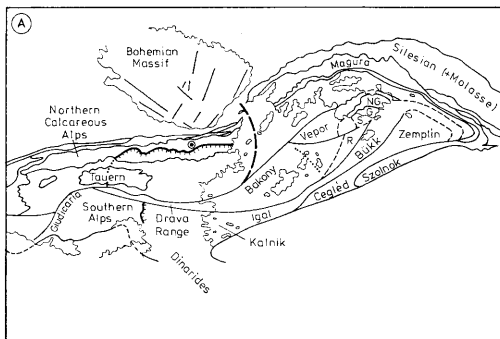 A
Bohemian
Massif
Silesian (+Molasse)
Magura
Northern
Calcareous
Alps
NG
Vepor
R
Bükk
Zemplin
Tauern
Bakony
Szolnok
Cegled
Giudicaria
Southern
Alps
Drava
Range
Igal
Kalnik
Dinarides